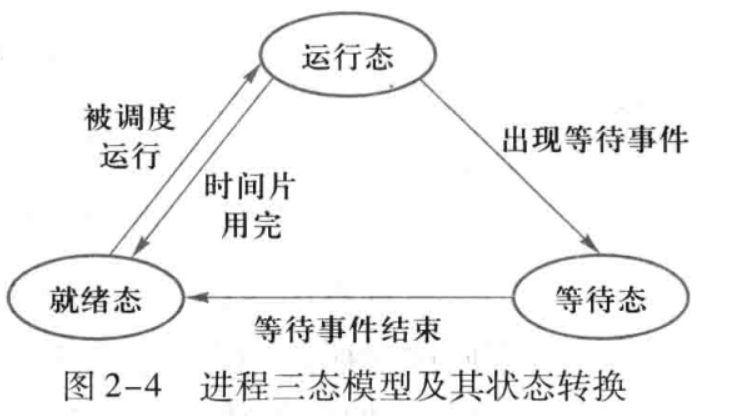 运行态
被调度
运行
出现等待事件
时间片
用完
就绪态
等待态
等待事件结束
图 2-4 进程三态模型及其状态转换